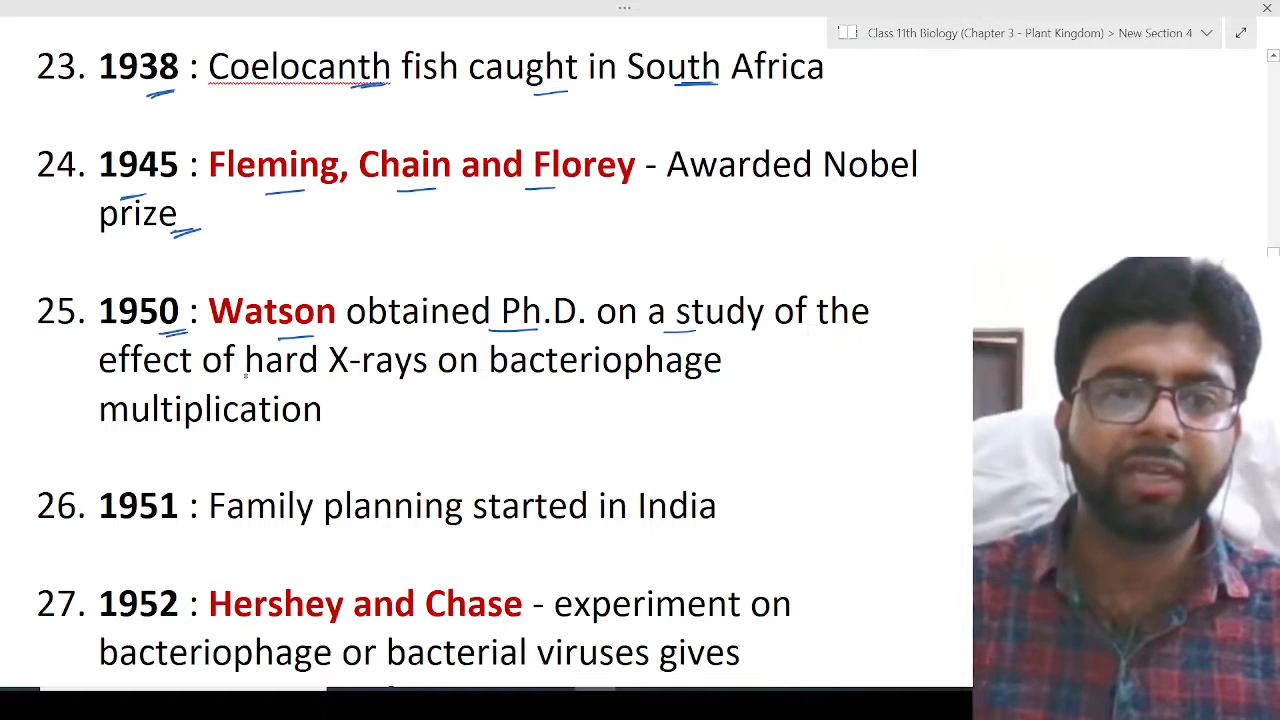 Class 11th Biology (Chapter 3 - Plant Kingdom) > New Section 4
23. 1938 : Coelocanth fish caught in South Africa
24. 1945 : Fleming, Chain and Florey - Awarded Nobel
prize
25. 1950 : Watson obtained Ph.D. on a study of the
effect of hard X-rays on bacteriophage
multiplication
26. 1951 : Family planning started in India
27. 1952 : Hershey and Chase - experiment on
bacteriophage or bacterial viruses gives